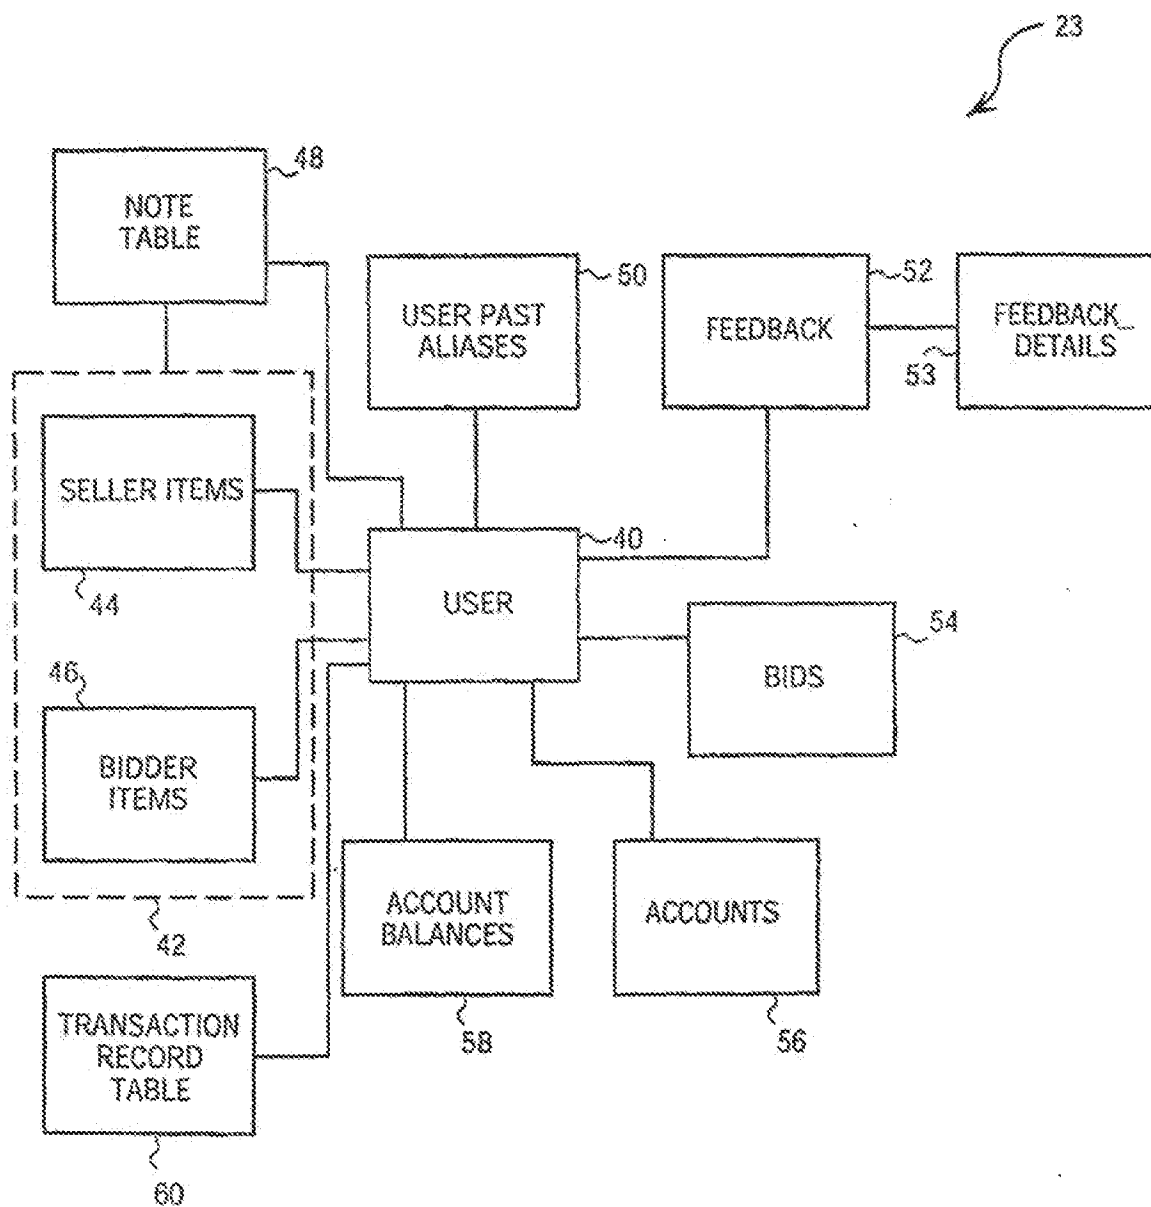 23
48
NOTE
TABLE
50
USER PAST
ALIASES
52
FEEDBACK
FEEDBACK_
DETAILS
53
SELLER ITEMS
44
40
USER
54
BIDS
46
BIDDER
ITEMS
42
ACCOUNT
BALANCES
58
ACCOUNTS
56
TRANSACTION
RECORD
TABLE
60